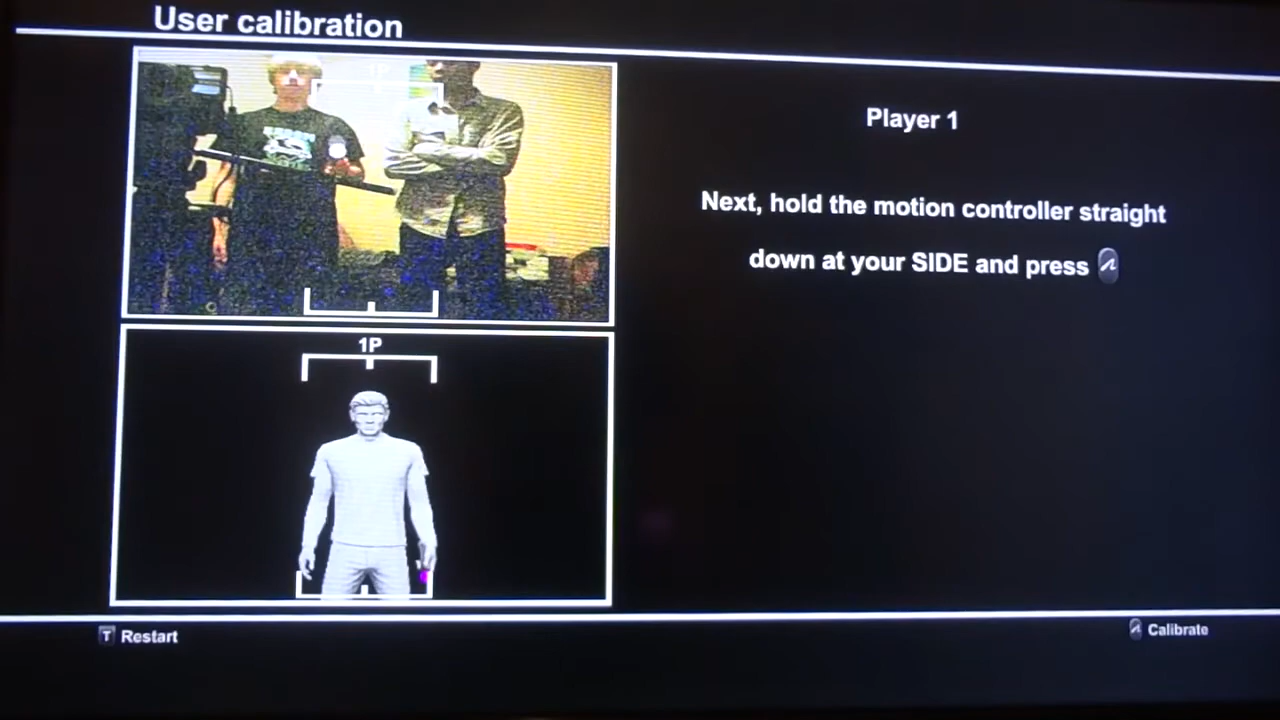 User calibration
1P
Player 1
Next, hold the motion controller straight
down at your SIDE and press
1P
T Restart
Calibrate